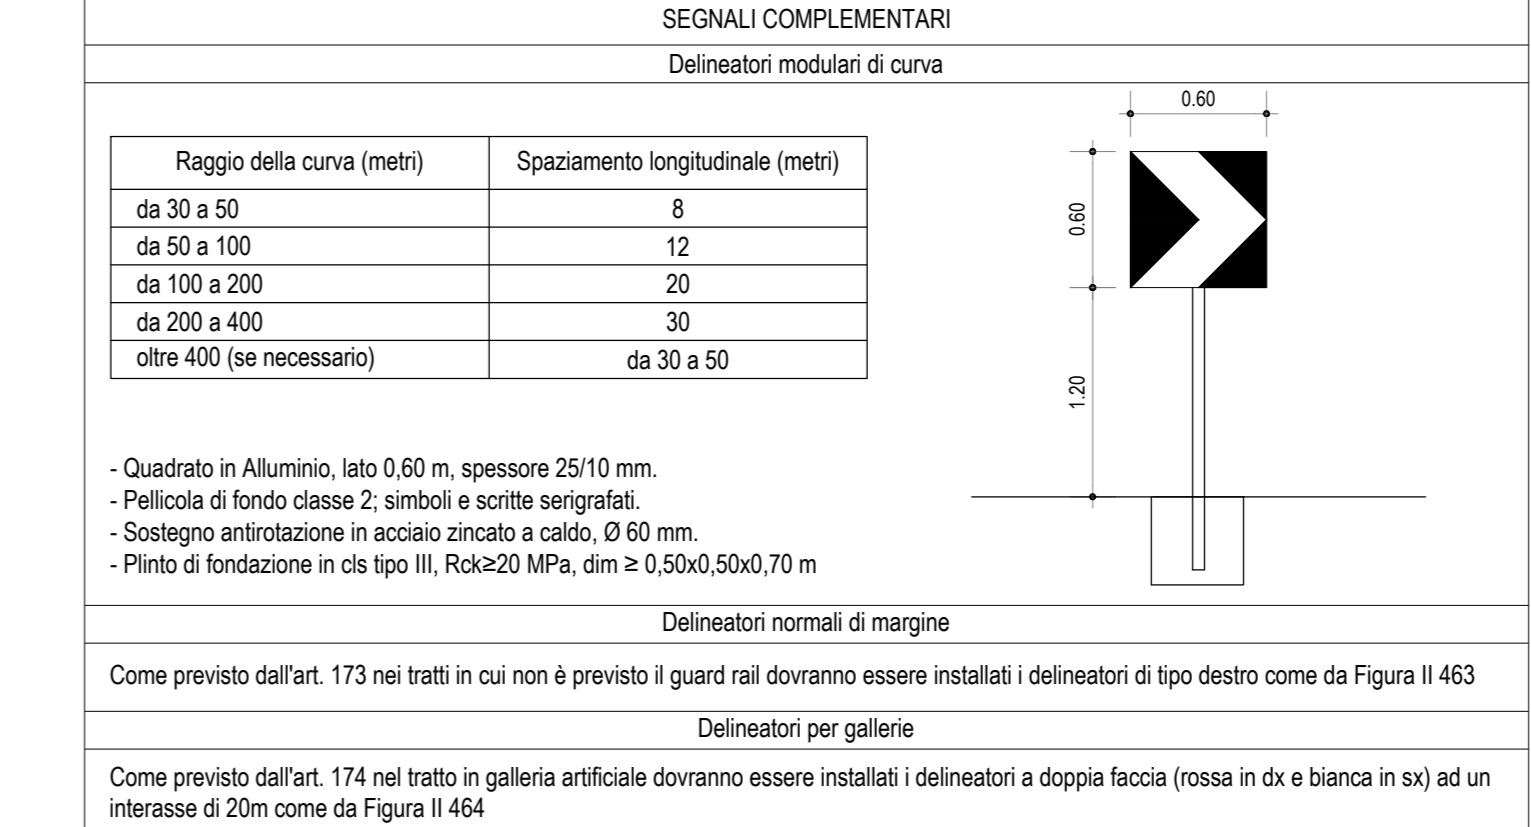 SEGNALI COMPLEMENTARI
Delineatori modulari di curva
Raggio della curva (metri) Spaziamento longitudinale (metri)
da 30 a 50 8
da 50 a 100 12
da 100 a 200 20
da 200 a 400 30
oltre 400 (se necessario) da 30 a 50
0.60
0.60
1.20
- Quadrato in Alluminio, lato 0,60 m, spessore 25/10 mm.
- Pellicola di fondo classe 2; simboli e scritte serigrafati.
- Sostegno antirotazione in acciaio zincato a caldo, Ø 60 mm.
- Plinto di fondazione in cls tipo III, Rck≥20 MPa, dim ≥ 0,50x0,50x0,70 m
Delineatori normali di margine
Come previsto dall'art. 173 nei tratti in cui non è previsto il guard rail dovranno essere installati i delineatori di tipo destro come da Figura II 463
Delineatori per gallerie
Come previsto dall'art. 174 nel tratto in galleria artificiale dovranno essere installati i delineatori a doppia faccia (rossa in dx e bianca in sx) ad un
interasse di 20m come da Figura II 464